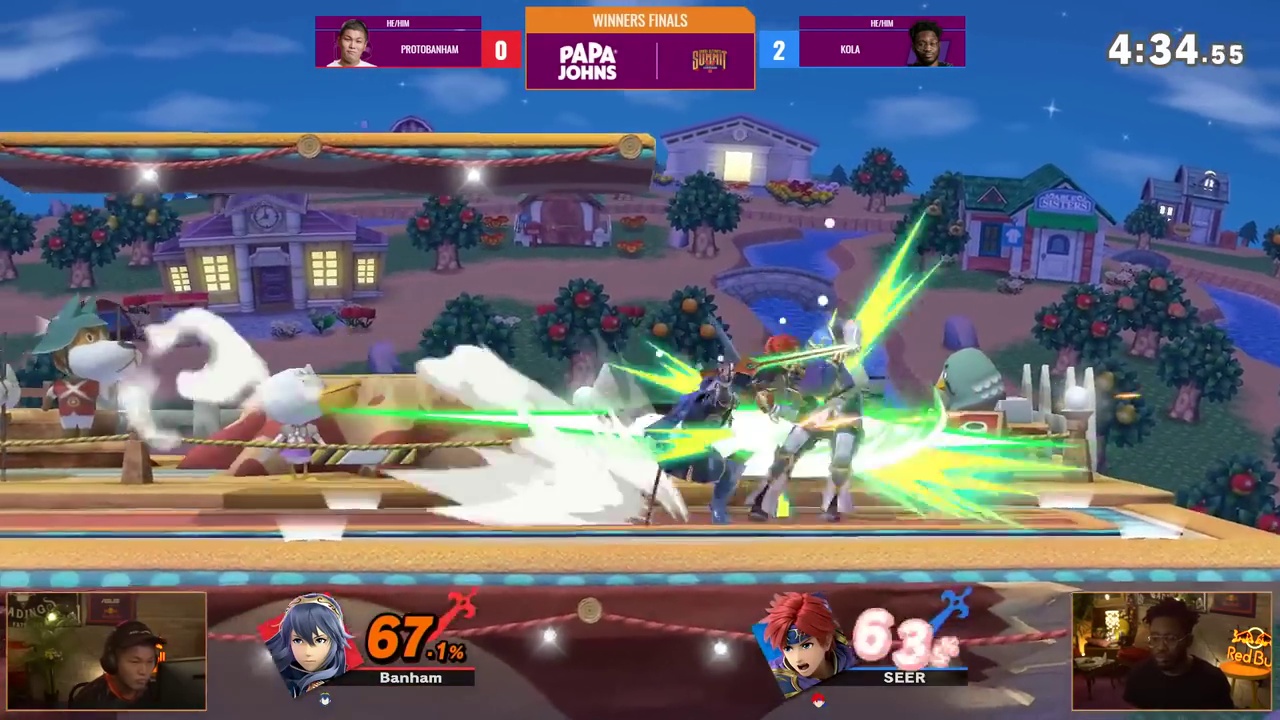 HE/HIM
PROTOBANHAM
0
WINNERS FINALS
PAPA JOHNS
SUMMIT
2
HE/HIM
KOLA
4:34.55
SISTERS
67.1%
Banham
63
SEER
Red Bu